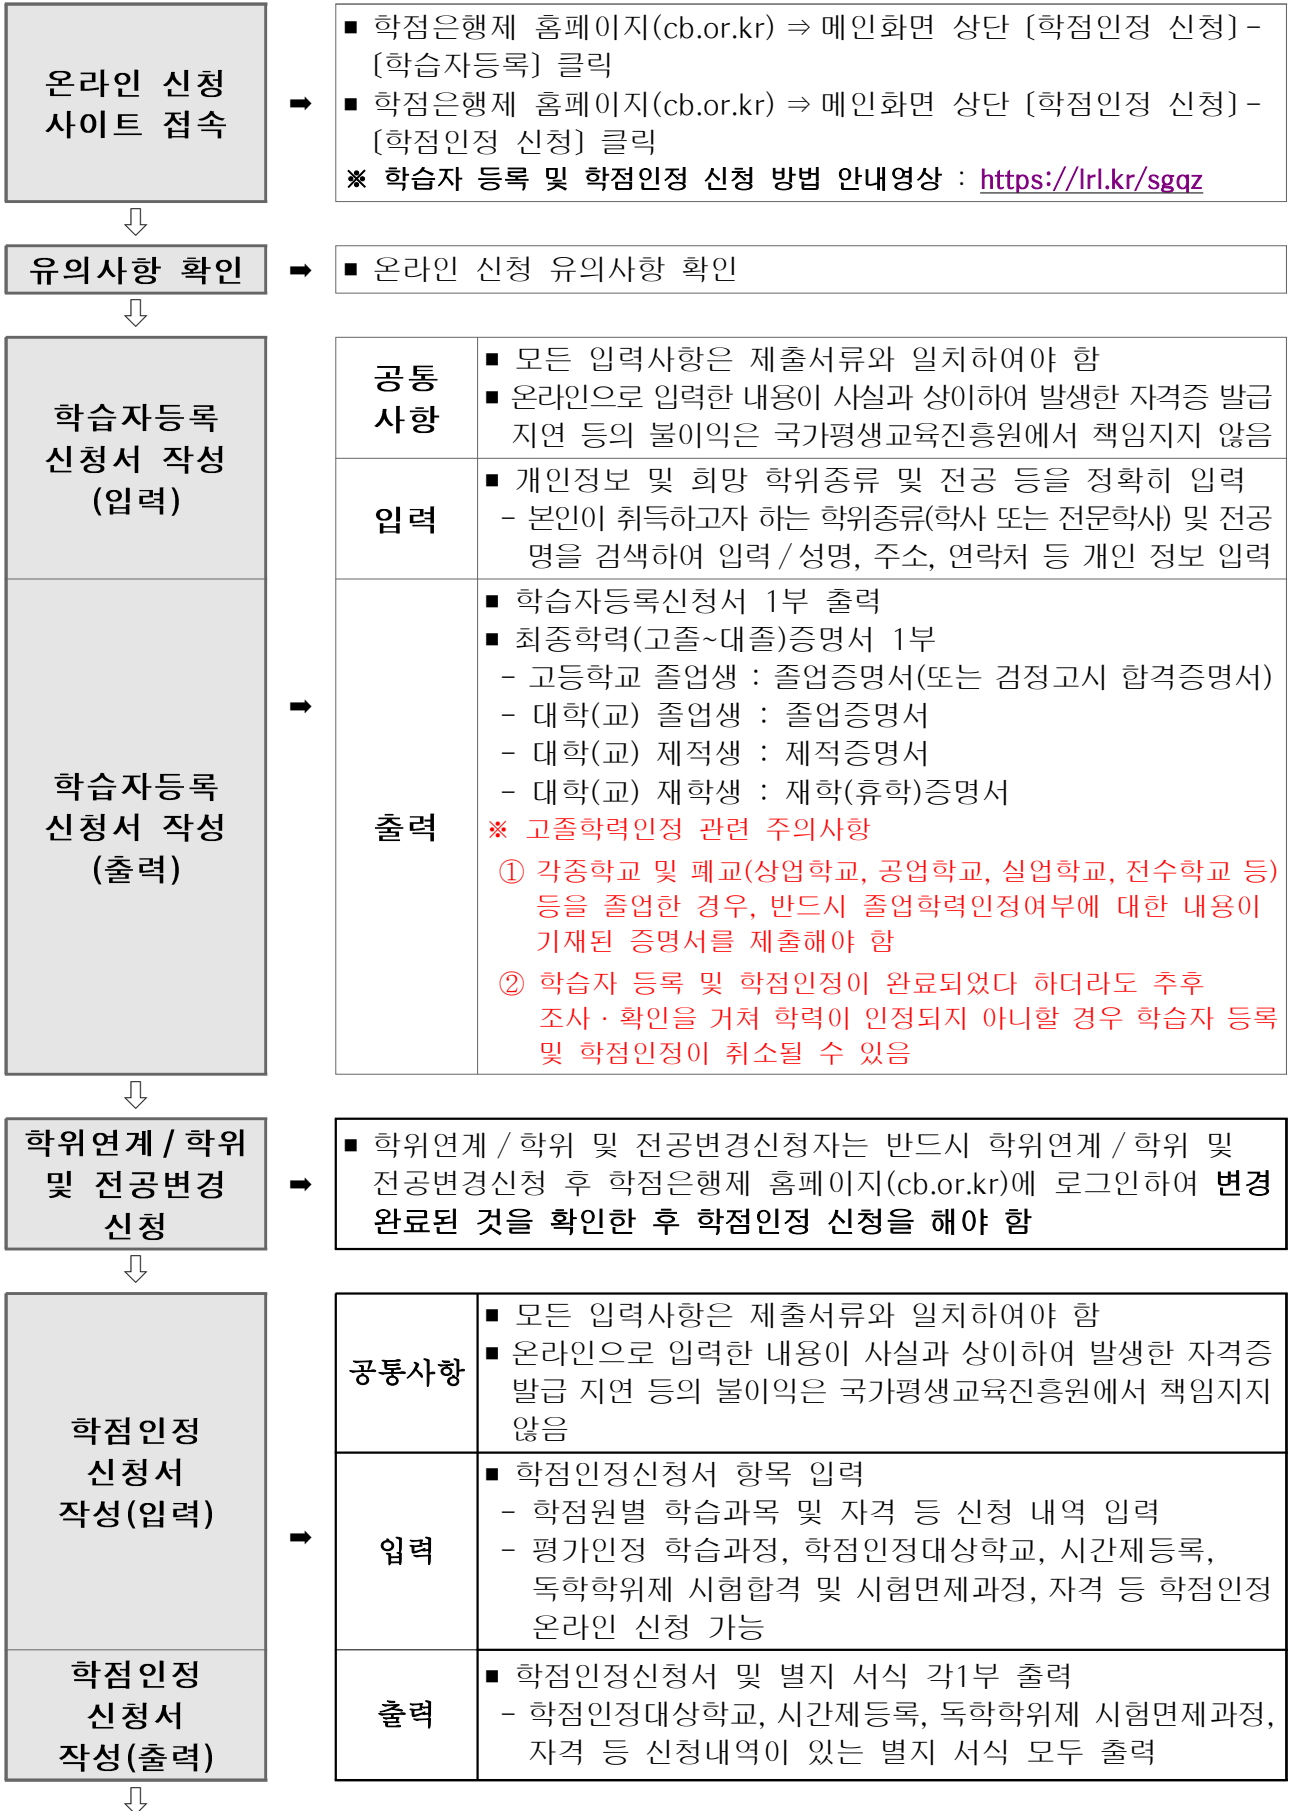 온라인 신청
사이트 접속
➡
■ 학점은행제 홈페이지(cb.or.kr) ⇒ 메인화면 상단 〔학점인정 신청〕-
〔학습자등록〕 클릭
■ 학점은행제 홈페이지(cb.or.kr) ⇒ 메인화면 상단 〔학점인정 신청〕-
〔학점인정 신청〕 클릭
※ 학습자 등록 및 학점인정 신청 방법 안내영상 : https://lrl.kr/sgqz
⇩
유의사항 확인
➡
■ 온라인 신청 유의사항 확인
⇩
학습자등록
신청서 작성
(입력)
공통
사항
■ 모든 입력사항은 제출서류와 일치하여야 함
■ 온라인으로 입력한 내용이 사실과 상이하여 발생한 자격증 발급
지연 등의 불이익은 국가평생교육진흥원에서 책임지지 않음
입력
■ 개인정보 및 희망 학위종류 및 전공 등을 정확히 입력
- 본인이 취득하고자 하는 학위종류(학사 또는 전문학사) 및 전공
명을 검색하여 입력 / 성명, 주소, 연락처 등 개인 정보 입력
학습자등록
신청서 작성
(출력)
➡
출력
■ 학습자등록신청서 1부 출력
■ 최종학력(고졸~대졸)증명서 1부
- 고등학교 졸업생 : 졸업증명서(또는 검정고시 합격증명서)
- 대학(교) 졸업생 : 졸업증명서
- 대학(교) 제적생 : 제적증명서
- 대학(교) 재학생 : 재학(휴학)증명서
※ 고졸학력인정 관련 주의사항
① 각종학교 및 폐교(상업학교, 공업학교, 실업학교, 전수학교 등)
등을 졸업한 경우, 반드시 졸업학력인정여부에 대한 내용이
기재된 증명서를 제출해야 함
② 학습자 등록 및 학점인정이 완료되었다 하더라도 추후
조사 · 확인을 거쳐 학력이 인정되지 아니할 경우 학습자 등록
및 학점인정이 취소될 수 있음
⇩
학위연계 / 학위
및 전공변경
신청
➡
■ 학위연계 / 학위 및 전공변경신청자는 반드시 학위연계 / 학위 및
전공변경신청 후 학점은행제 홈페이지(cb.or.kr)에 로그인하여 변경
완료된 것을 확인한 후 학점인정 신청을 해야 함
⇩
학점인정
신청서
작성(입력)
➡
공통사항
■ 모든 입력사항은 제출서류와 일치하여야 함
■ 온라인으로 입력한 내용이 사실과 상이하여 발생한 자격증
발급 지연 등의 불이익은 국가평생교육진흥원에서 책임지지
않음
입력
■ 학점인정신청서 항목 입력
- 학점원별 학습과목 및 자격 등 신청 내역 입력
- 평가인정 학습과정, 학점인정대상학교, 시간제등록,
독학학위제 시험합격 및 시험면제과정, 자격 등 학점인정
온라인 신청 가능
학점인정
신청서
작성(출력)
출력
■ 학점인정신청서 및 별지 서식 각1부 출력
- 학점인정대상학교, 시간제등록, 독학학위제 시험면제과정,
자격 등 신청내역이 있는 별지 서식 모두 출력
⇩